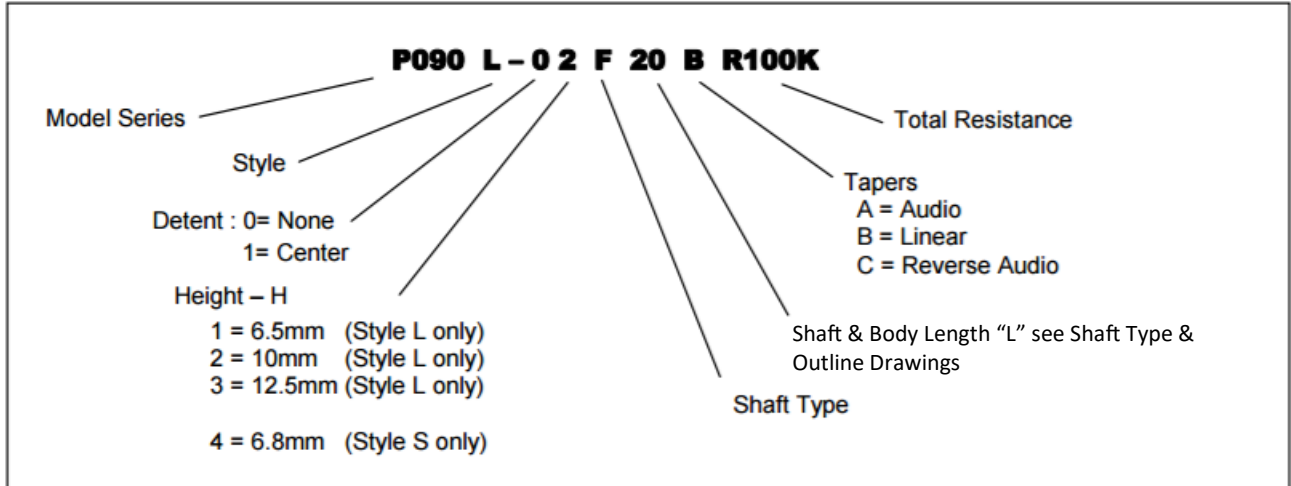 P090 L – 0 2 F 20 B R100K
Model Series
Total Resistance
Style
Tapers
A = Audio
B = Linear
C = Reverse Audio
Detent : 0= None
1= Center
Height – H
1 = 6.5mm (Style L only)
2 = 10mm (Style L only)
3 = 12.5mm (Style L only)
4 = 6.8mm (Style S only)
Shaft & Body Length “L” see Shaft Type &
Outline Drawings
Shaft Type